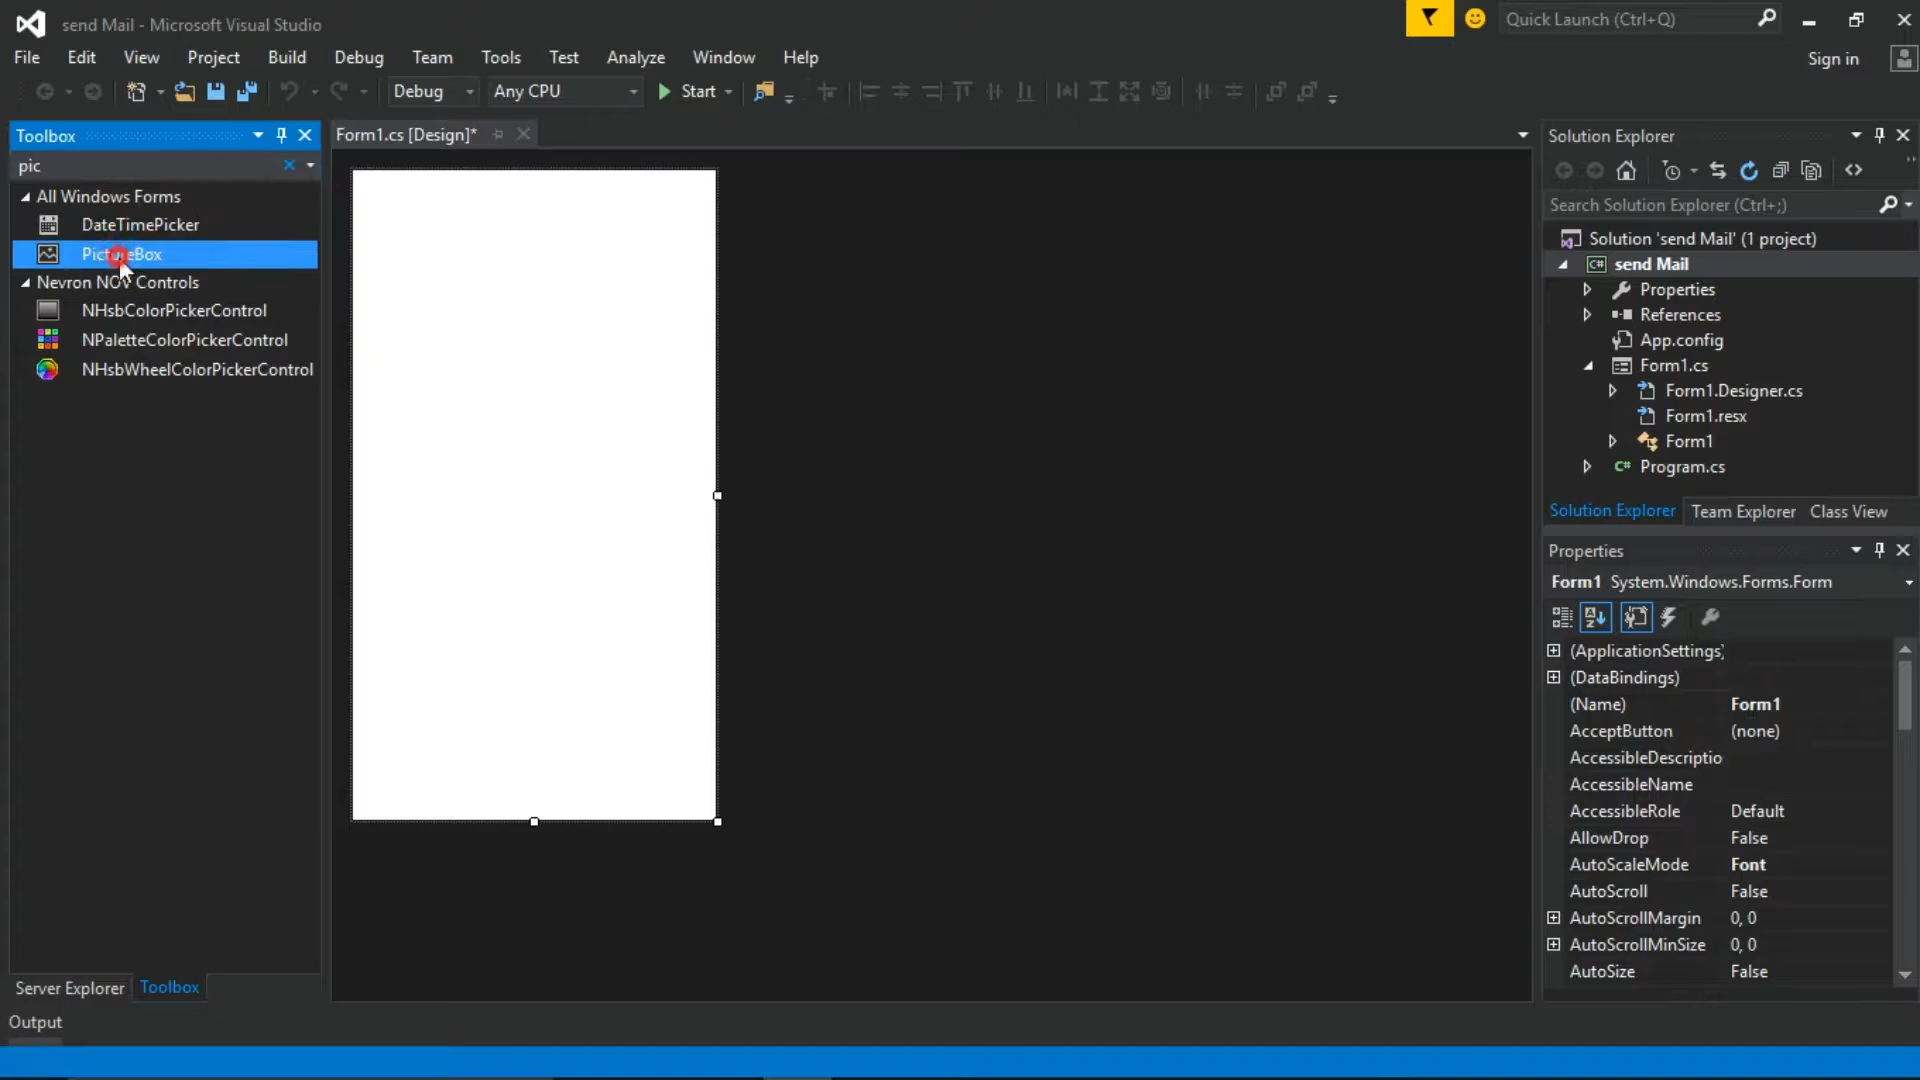 send Mail - Microsoft Visual Studio
Quick Launch (Ctrl+Q)
File Edit View Project Build Debug Team Tools Test Analyze Window Help
Sign in
Debug Any CPU Start
Toolbox
pic
All Windows Forms
DateTimePicker
PictureBox
Nevron NOV Controls
NHsbColorPickerControl
NPaletteColorPickerControl
NHsbWheelColorPickerControl
Server Explorer Toolbox
Output
Form1.cs [Design]*
Solution Explorer
Search Solution Explorer (Ctrl+;)
Solution 'send Mail' (1 project)
C# send Mail
Properties
References
App.config
Form1.cs
Form1.Designer.cs
Form1.resx
Form1
C# Program.cs
Solution Explorer Team Explorer Class View
Properties
Form1 System.Windows.Forms.Form
(ApplicationSettings)
(DataBindings)
(Name) Form1
AcceptButton (none)
AccessibleDescriptio
AccessibleName
AccessibleRole Default
AllowDrop False
AutoScaleMode Font
AutoScroll False
AutoScrollMargin 0, 0
AutoScrollMinSize 0, 0
AutoSize False